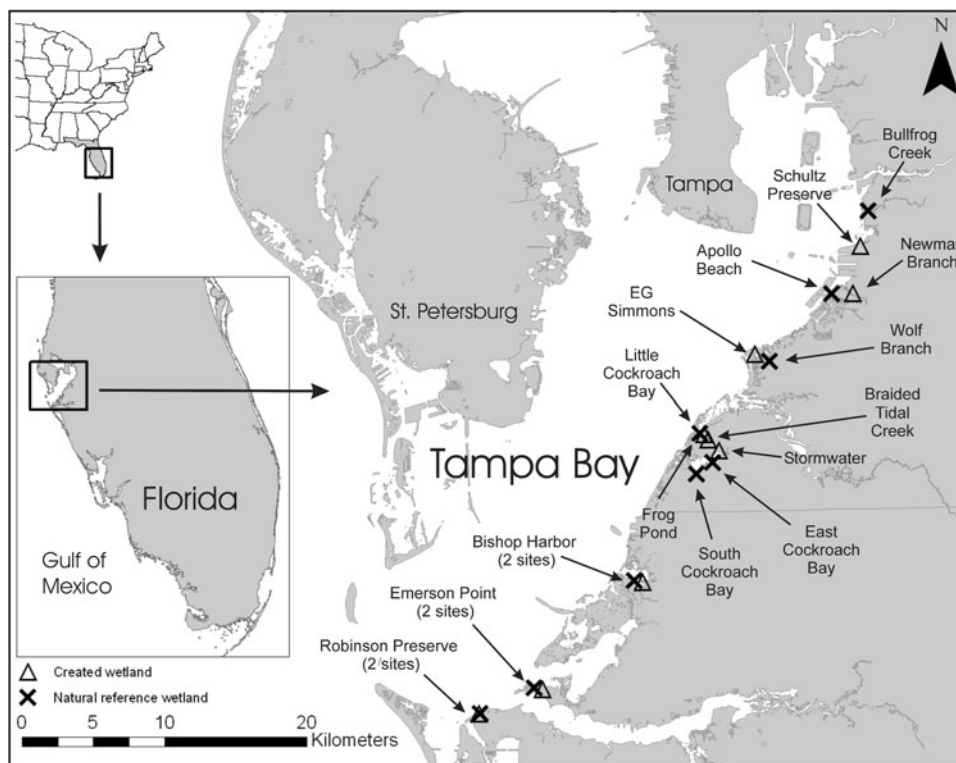 N
Bullfrog
Creek
Schultz
Preserve
Tampa
Newma
Branch
Apollo
Beach
EG
Simmons
St. Petersburg
Wolf
Branch
Little
Cockroach
Bay
Braided
Tidal
Creek
Stormwater
Tampa Bay
Florida
Frog
Pond
East
Cockroach
Bay
South
Cockroach
Bay
Gulf of
Mexico
Bishop Harbor
(2 sites)
Emerson Point
(2 sites)
Robinson Preserve
(2 sites)
Created wetland
Natural reference wetland
0 5 10 20
Kilometers